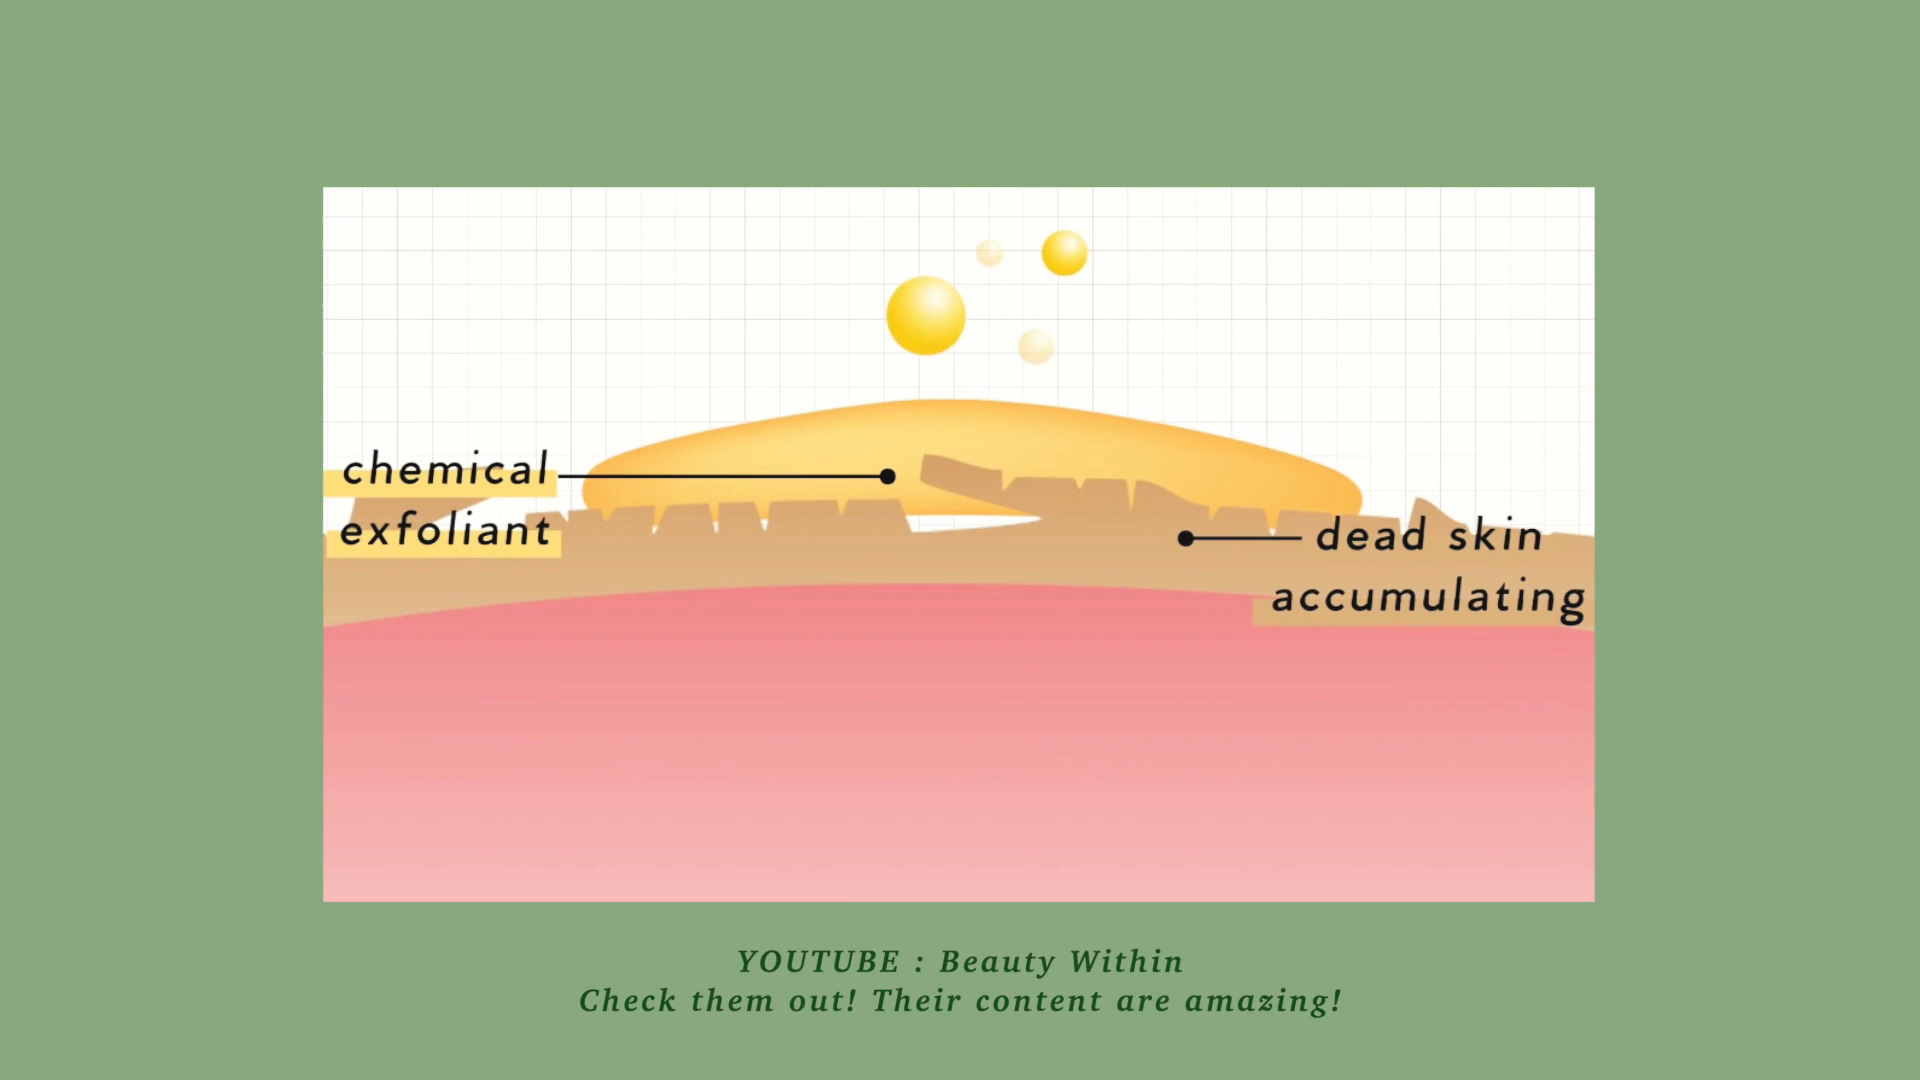 chemical
exfoliant
dead skin
accumulating
YOUTUBE : Beauty Within
Check them out! Their content are amazing!